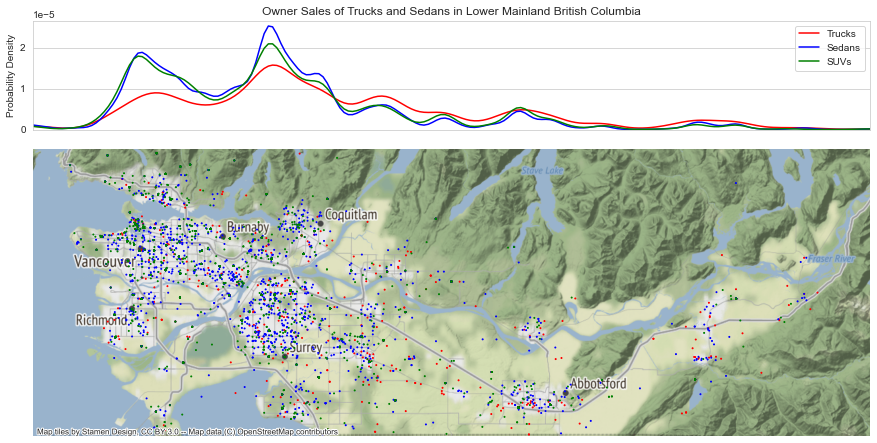 Owner Sales of Trucks and Sedans in Lower Mainland British Columbia
1e−5
Trucks
Sedans
SUVs
Probability Density
2
1
0
Stave Lake
Coquitlam
Burnaby
Vancouver
Fraser River
Richmond
Surrey
Abbotsford
Map tiles by Stamen Design, CC BY 3.0 -- Map data (C) OpenStreetMap contributors